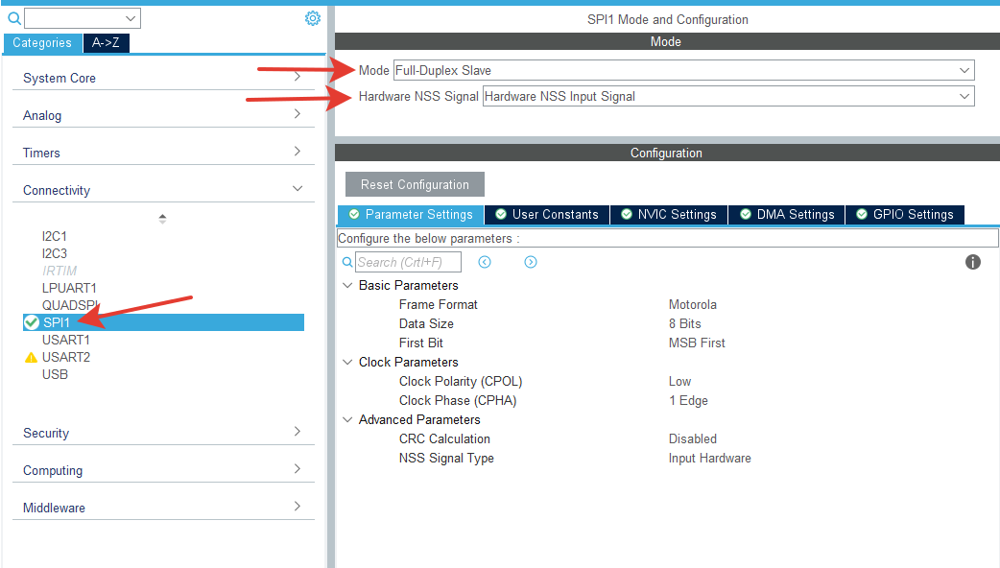 Categories
A->Z
System Core
Analog
Timers
Connectivity
I2C1
I2C3
IRTIM
LPUART1
QUADSPI
SPI1
USART1
USART2
USB
Security
Computing
Middleware
SPI1 Mode and Configuration
Mode
Mode Full-Duplex Slave
Hardware NSS Signal Hardware NSS Input Signal
Configuration
Reset Configuration
Parameter Settings User Constants NVIC Settings DMA Settings GPIO Settings
Configure the below parameters :
Search (Crtl+F)
Basic Parameters
Frame Format Motorola
Data Size 8 Bits
First Bit MSB First
Clock Parameters
Clock Polarity (CPOL) Low
Clock Phase (CPHA) 1 Edge
Advanced Parameters
CRC Calculation Disabled
NSS Signal Type Input Hardware